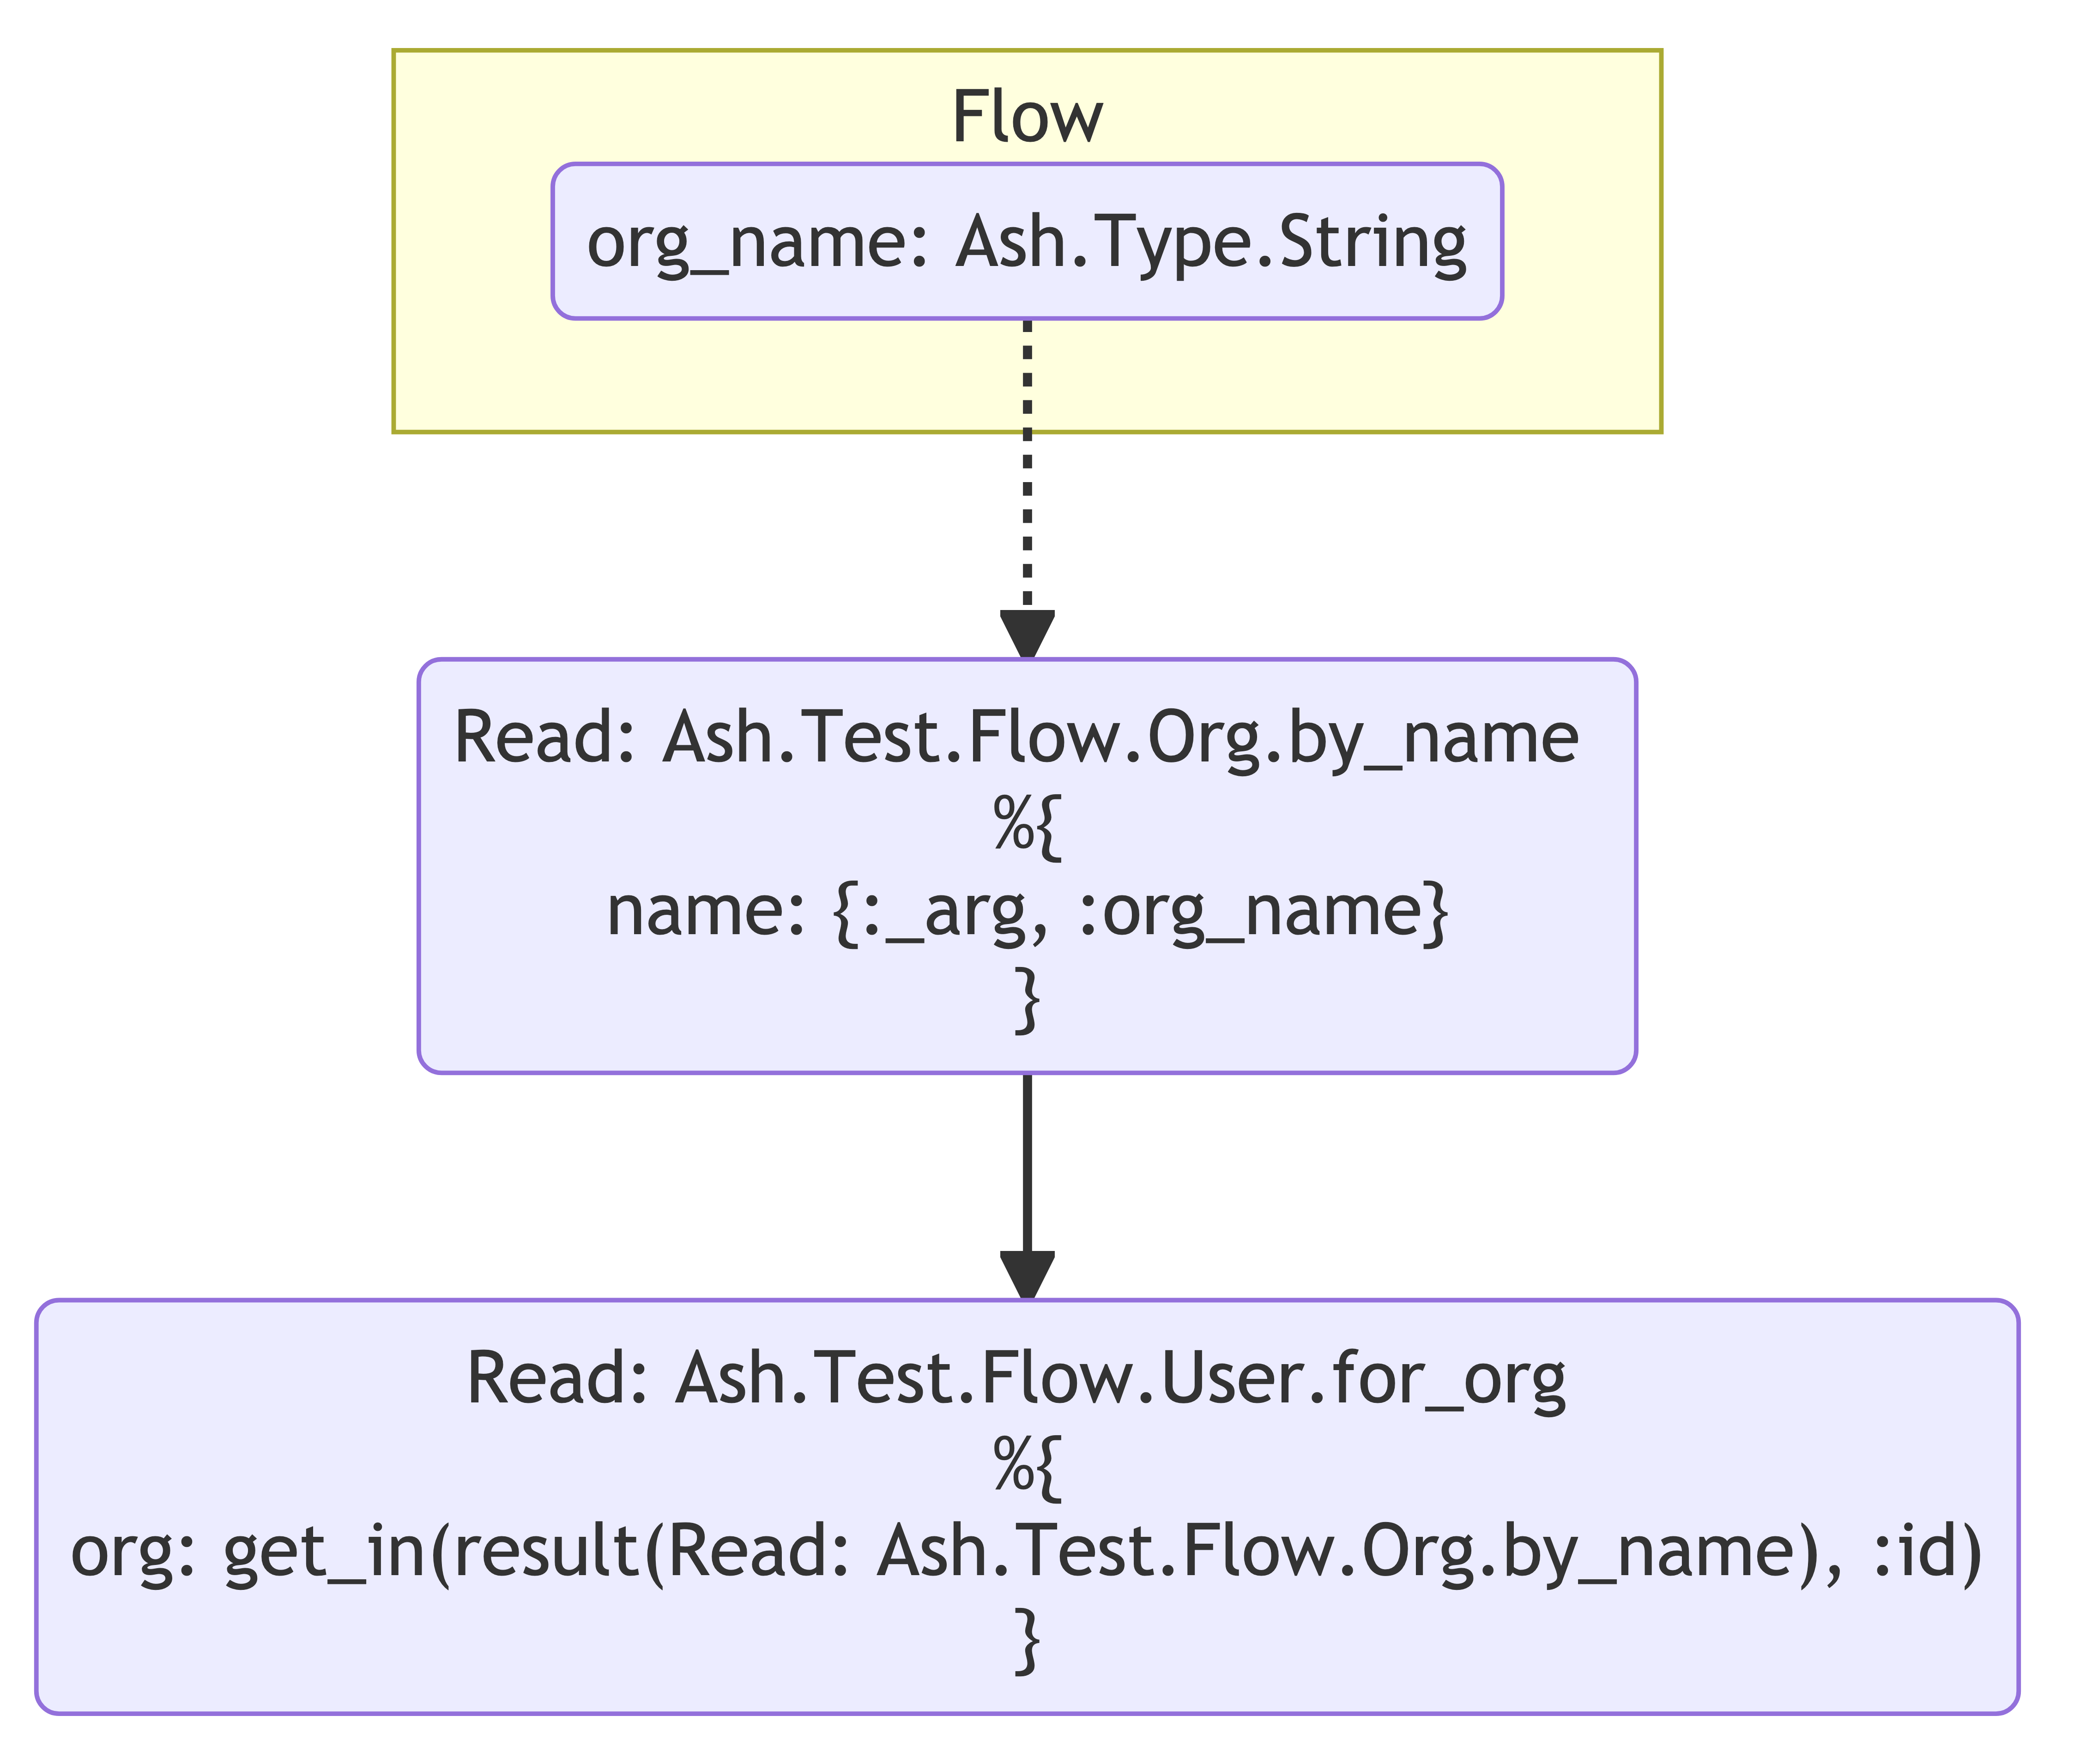 Flow
org_name: Ash.Type.String
Read: Ash.Test.Flow.Org.by_name
%{
name: {:_arg, :org_name}
}
Read: Ash.Test.Flow.User.for_org
%{
org: get_in(result(Read: Ash.Test.Flow.Org.by_name), :id)
}